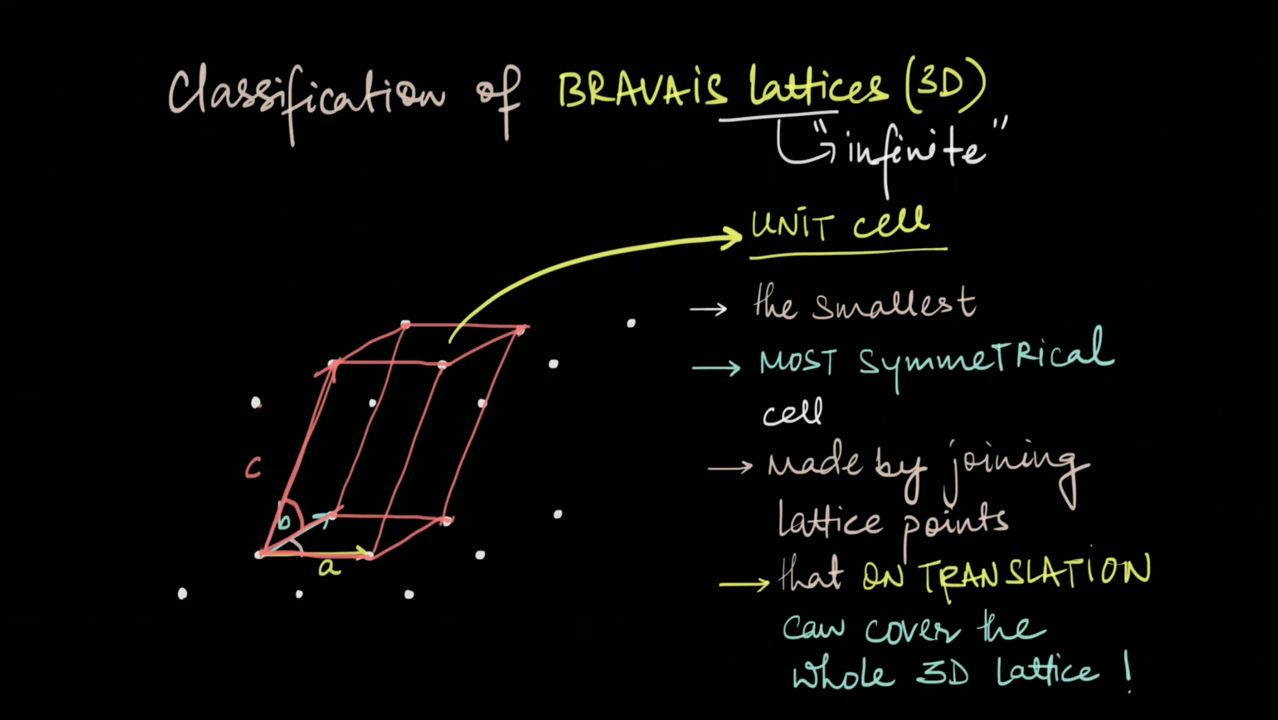 Classification of BRAVAIS lattices (3D)
"infinite"
UNIT cell
→ the smallest
→ MOST SYMMETRICAL
cell
→ made by joining
lattice points
→ that ON TRANSLATION
can cover the
whole 3D lattice !
c
b
a